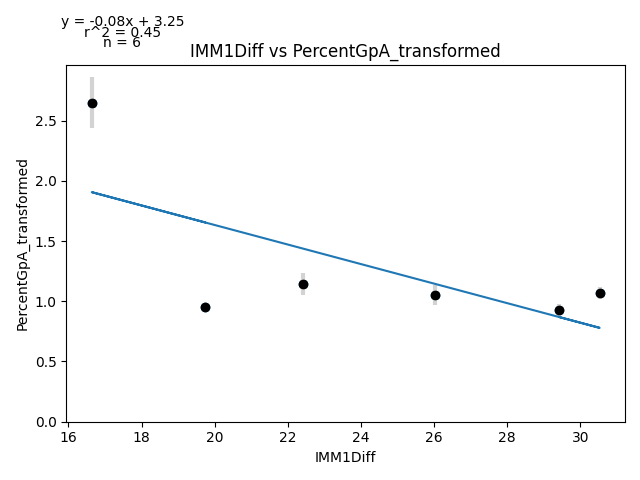 y = -0.08x + 3.25
r^2 = 0.45
n = 6
IMM1Diff vs PercentGpA_transformed
PercentGpA_transformed
2.5
2.0
1.5
1.0
0.5
0.0
16 18 20 22 24 26 28 30
IMM1Diff